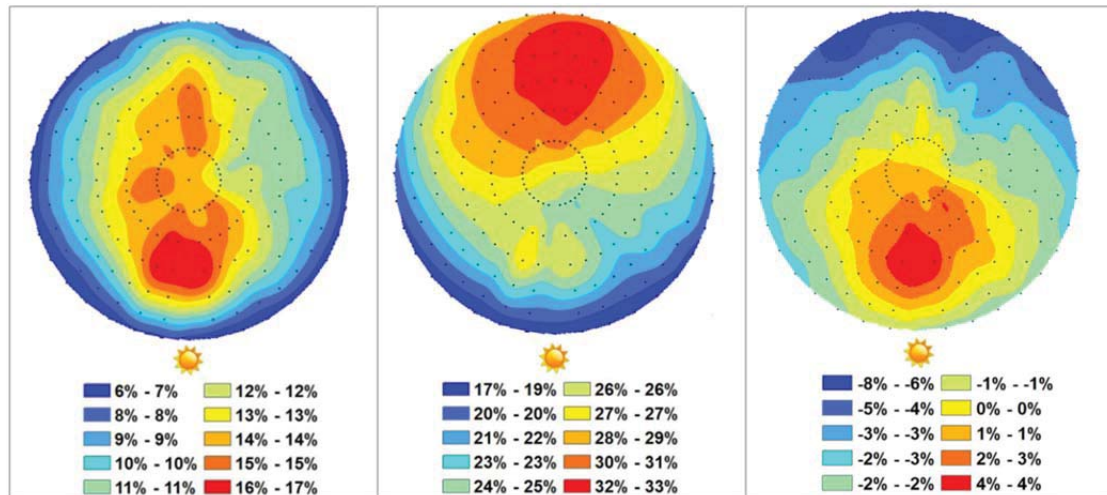 6% - 7%
8% - 8%
9% - 9%
10% - 10%
11% - 11%
12% - 12%
13% - 13%
14% - 14%
15% - 15%
16% - 17%
17% - 19%
20% - 20%
21% - 22%
23% - 23%
24% - 25%
26% - 26%
27% - 27%
28% - 29%
30% - 31%
32% - 33%
-8% - -6%
-5% - -4%
-3% - -3%
-2% - -3%
-2% - -2%
-1% - -1%
0% - 0%
1% - 1%
2% - 3%
4% - 4%